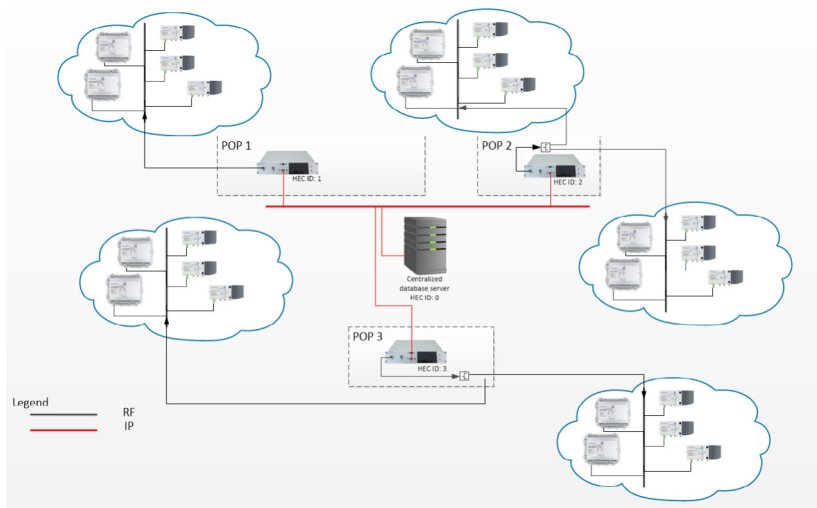 POP 1
HEC ID: 1
POP 2
HEC ID: 2
Centralized
database server
HEC ID: 0
POP 3
HEC ID: 3
Legend
RF
IP